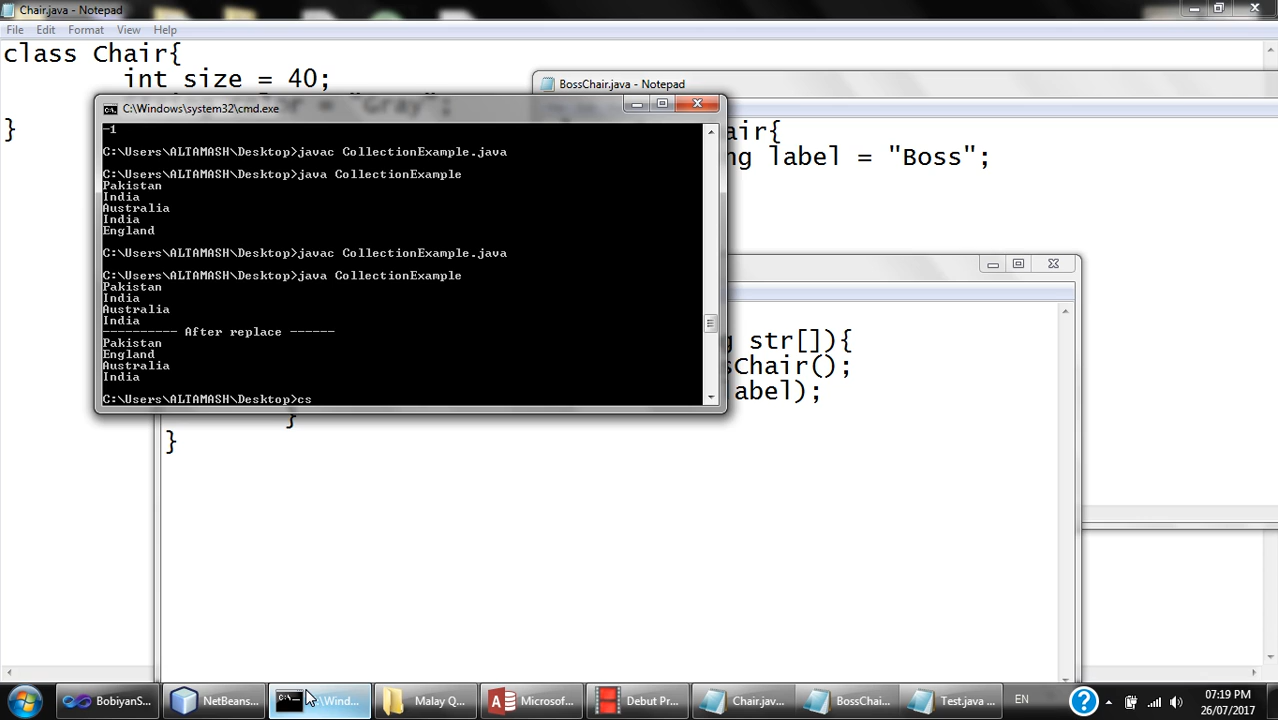 Chair.java - Notepad
File Edit Format View Help
class Chair{
int size = 40;
= "Gray";
}
BossChair.java - Notepad
label = "Boss";
C:\Windows\system32\cmd.exe
-1
C:\Users\ALTAMASH\Desktop>javac CollectionExample.java
C:\Users\ALTAMASH\Desktop>java CollectionExample
Pakistan
India
Australia
India
England
C:\Users\ALTAMASH\Desktop>javac CollectionExample.java
C:\Users\ALTAMASH\Desktop>java CollectionExample
Pakistan
India
Australia
India
---------- After replace ------
Pakistan
England
Australia
India
C:\Users\ALTAMASH\Desktop>cs
str[]){
sChair();
abel);
}
}
BobiyanS...
NetBeans...
C:\Wind...
Malay Q...
Microsof...
Debut Pr...
Chair.jav...
BossChai...
Test.java ...
EN
07:19 PM
26/07/2017